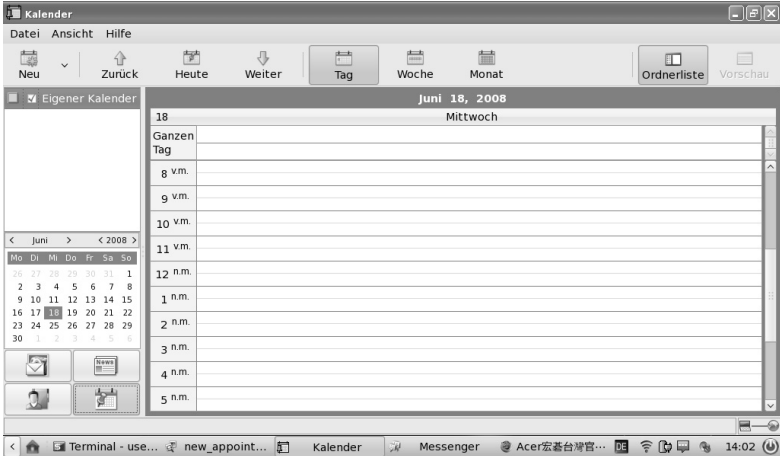 Kalender
Datei Ansicht Hilfe
Neu Zurück Heute Weiter Tag Woche Monat Ordnerliste Vorschau
Eigener Kalender
Juni 18, 2008
18 Mittwoch
Ganzen
Tag
8 v.m.
9 v.m.
10 v.m.
11 v.m.
12 n.m.
1 n.m.
2 n.m.
3 n.m.
4 n.m.
5 n.m.
< Juni > < 2008 >
Mo Di Mi Do Fr Sa So
26 27 28 29 30 31 1
2 3 4 5 6 7 8
9 10 11 12 13 14 15
16 17 18 19 20 21 22
23 24 25 26 27 28 29
30 1 2 3 4 5 6
News
Terminal - use... new_appoint... Kalender Messenger Acer宏碁台灣官… DE 14:02